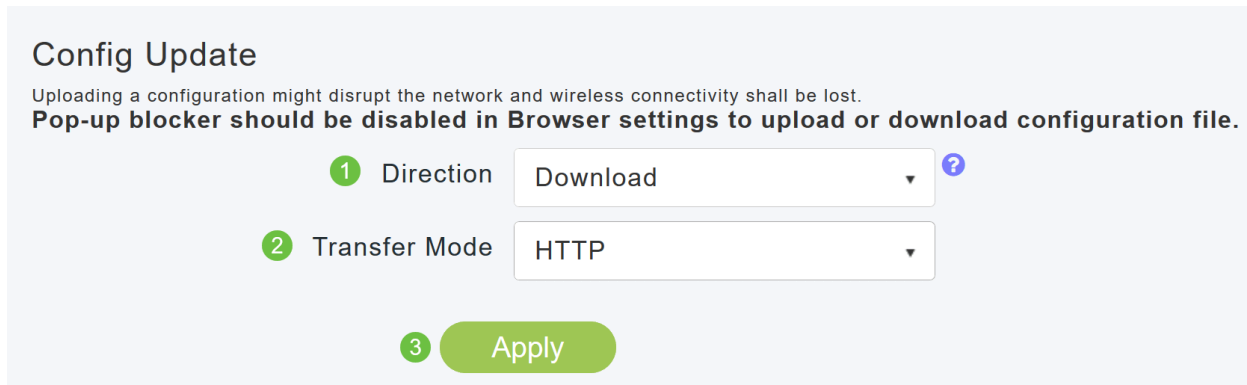 Config Update
Uploading a configuration might disrupt the network and wireless connectivity shall be lost.
Pop-up blocker should be disabled in Browser settings to upload or download configuration file.
1 Direction Download ?
2 Transfer Mode HTTP
3 Apply